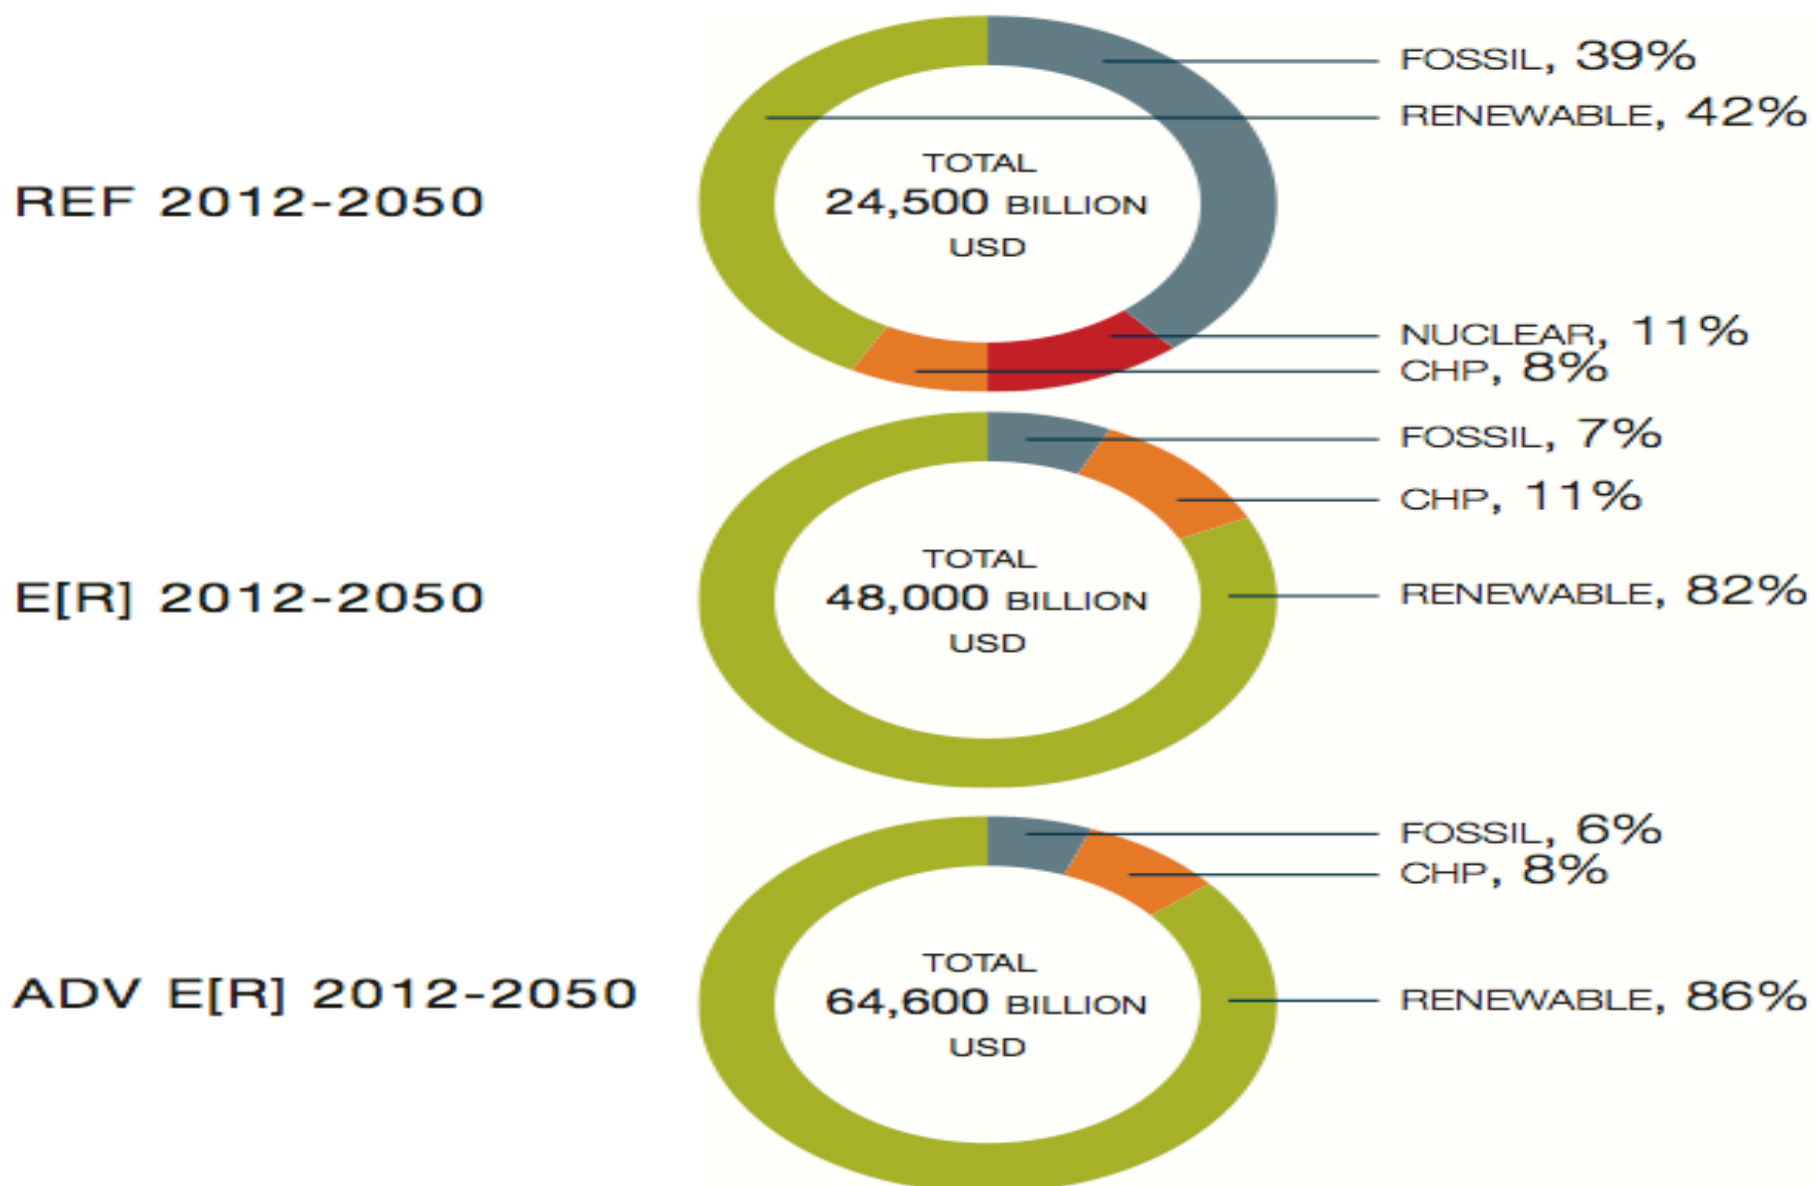 FOSSIL, 39%
RENEWABLE, 42%
TOTAL
24,500 BILLION
USD
REF 2012-2050
NUCLEAR, 11%
CHP, 8%
FOSSIL, 7%
CHP, 11%
TOTAL
48,000 BILLION
USD
E[R] 2012-2050
RENEWABLE, 82%
FOSSIL, 6%
CHP, 8%
TOTAL
64,600 BILLION
USD
ADV E[R] 2012-2050
RENEWABLE, 86%